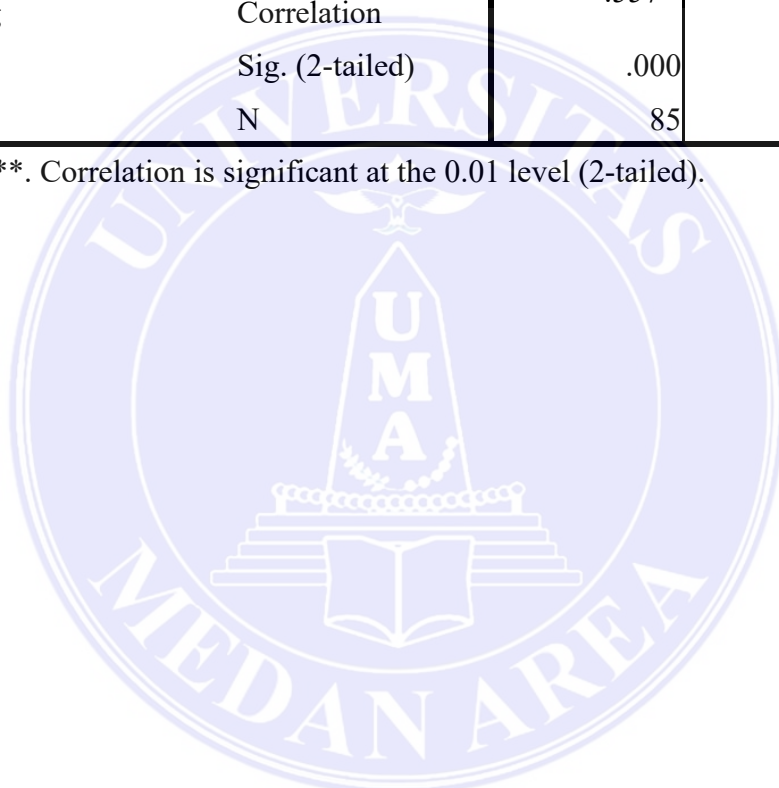 Correlation
Sig. (2-tailed) .000
N 85
**. Correlation is significant at the 0.01 level (2-tailed).
UNIVERSITAS
U
M
A
MEDAN AREA